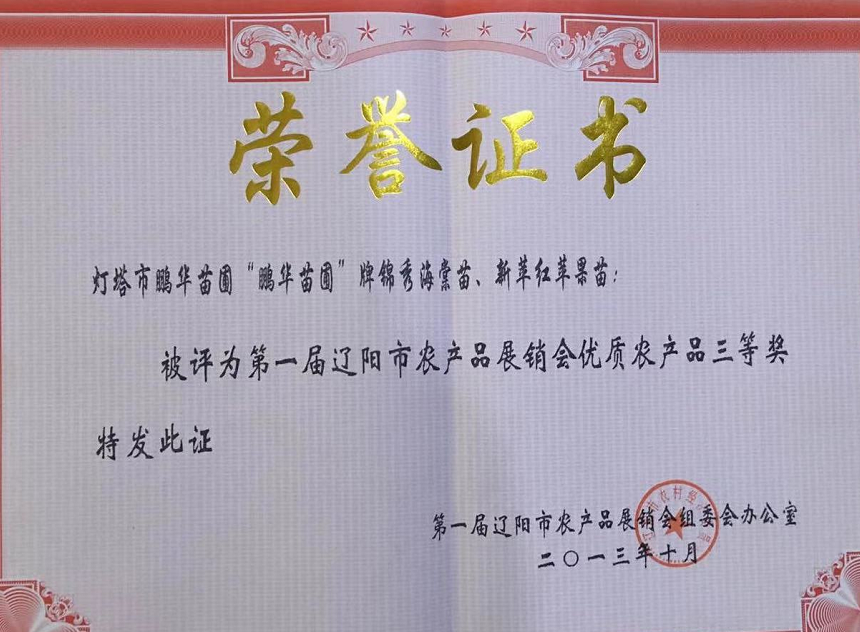 荣誉证书
灯塔市鹏华苗圃“鹏华苗圃”牌锦秀海棠苗、新苹红苹果苗：
被评为第一届辽阳市农产品展销会优质农产品三等奖
特发此证
第一届辽阳市农产品展销会组委会办公室
二〇一三年十月